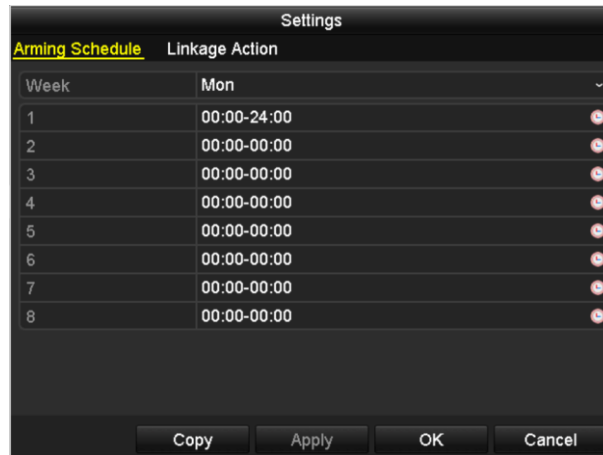 Settings
Arming Schedule Linkage Action
Week Mon
1 00:00-24:00
2 00:00-00:00
3 00:00-00:00
4 00:00-00:00
5 00:00-00:00
6 00:00-00:00
7 00:00-00:00
8 00:00-00:00
Copy Apply OK Cancel